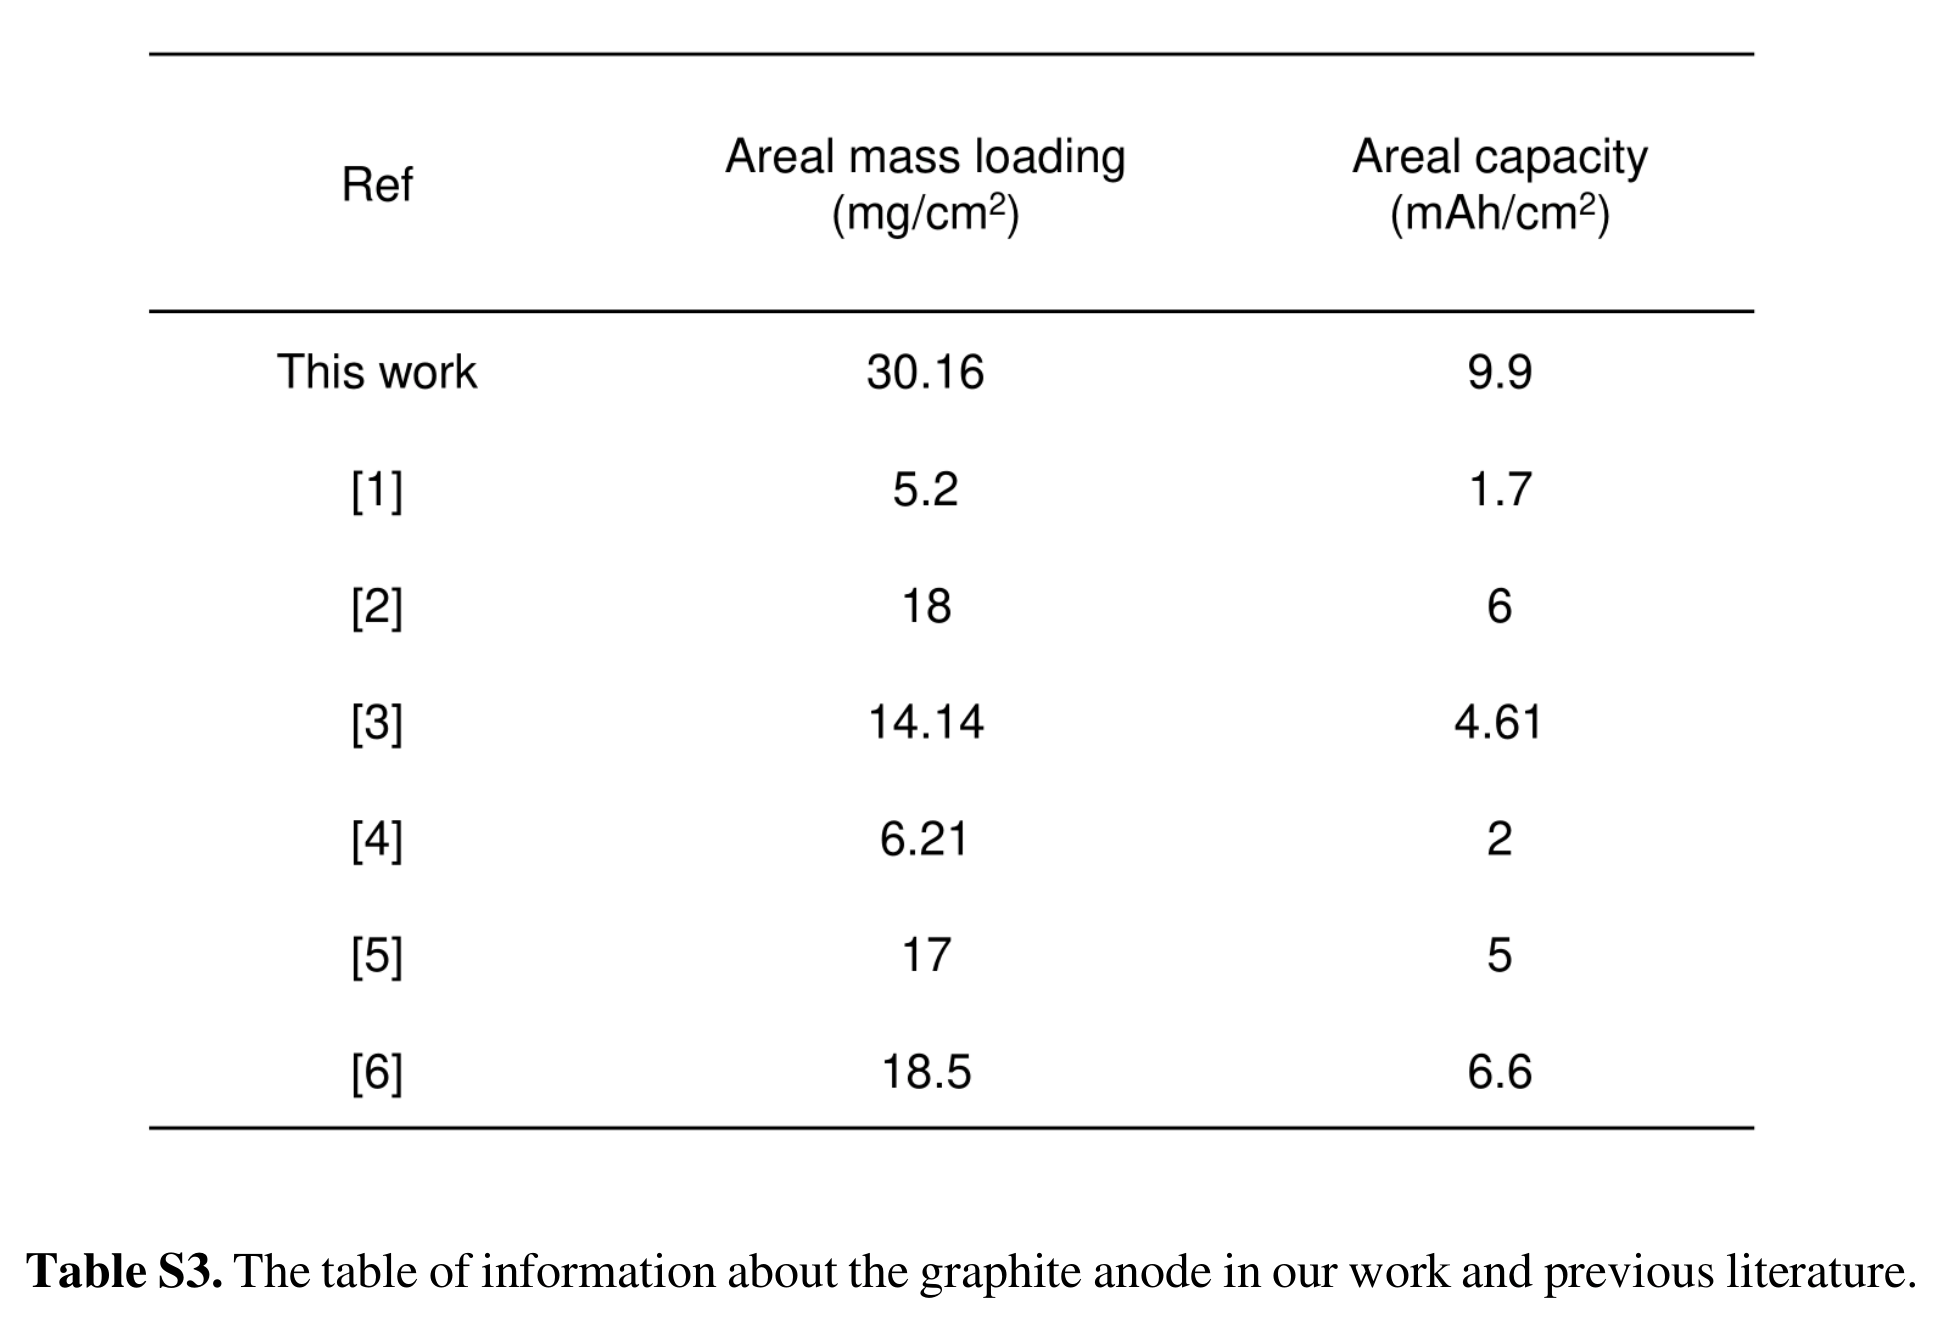 Ref Areal mass loading (mg/cm²) Areal capacity (mAh/cm²)
This work 30.16 9.9
[1] 5.2 1.7
[2] 18 6
[3] 14.14 4.61
[4] 6.21 2
[5] 17 5
[6] 18.5 6.6
Table S3. The table of information about the graphite anode in our work and previous literature.